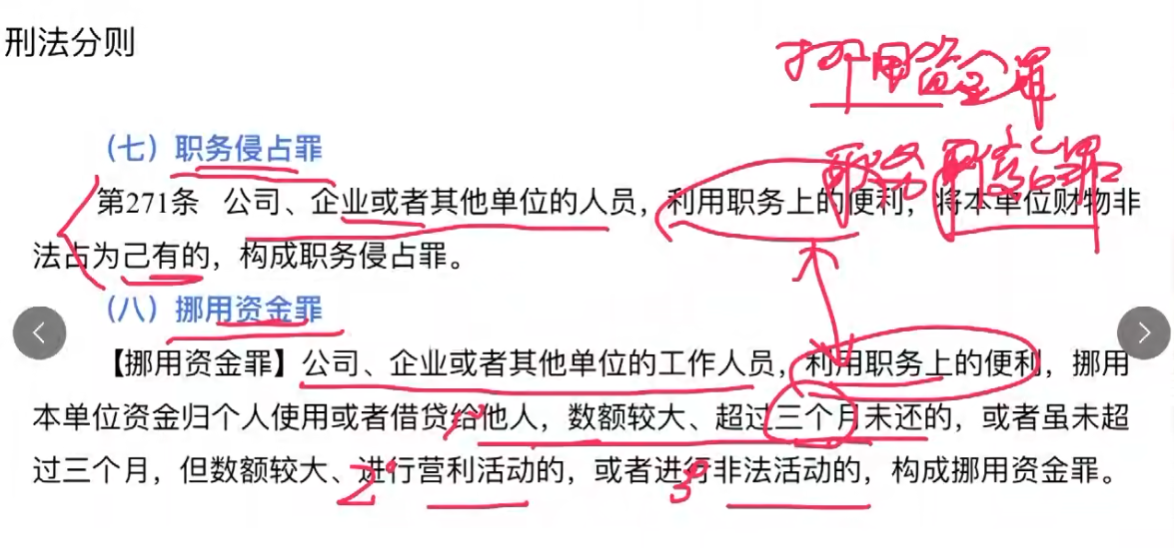 刑法分则
挪用资金罪
（七）职务侵占罪
职务侵占罪
第271条 公司、企业或者其他单位的人员，利用职务上的便利，将本单位财物非
法占为己有的，构成职务侵占罪。
（八）挪用资金罪
【挪用资金罪】公司、企业或者其他单位的工作人员，利用职务上的便利，挪用
本单位资金归个人使用或者借贷给他人，数额较大、超过三个月未还的，或者虽未超
过三个月，但数额较大、进行营利活动的，或者进行非法活动的，构成挪用资金罪。
1°
2°
3°